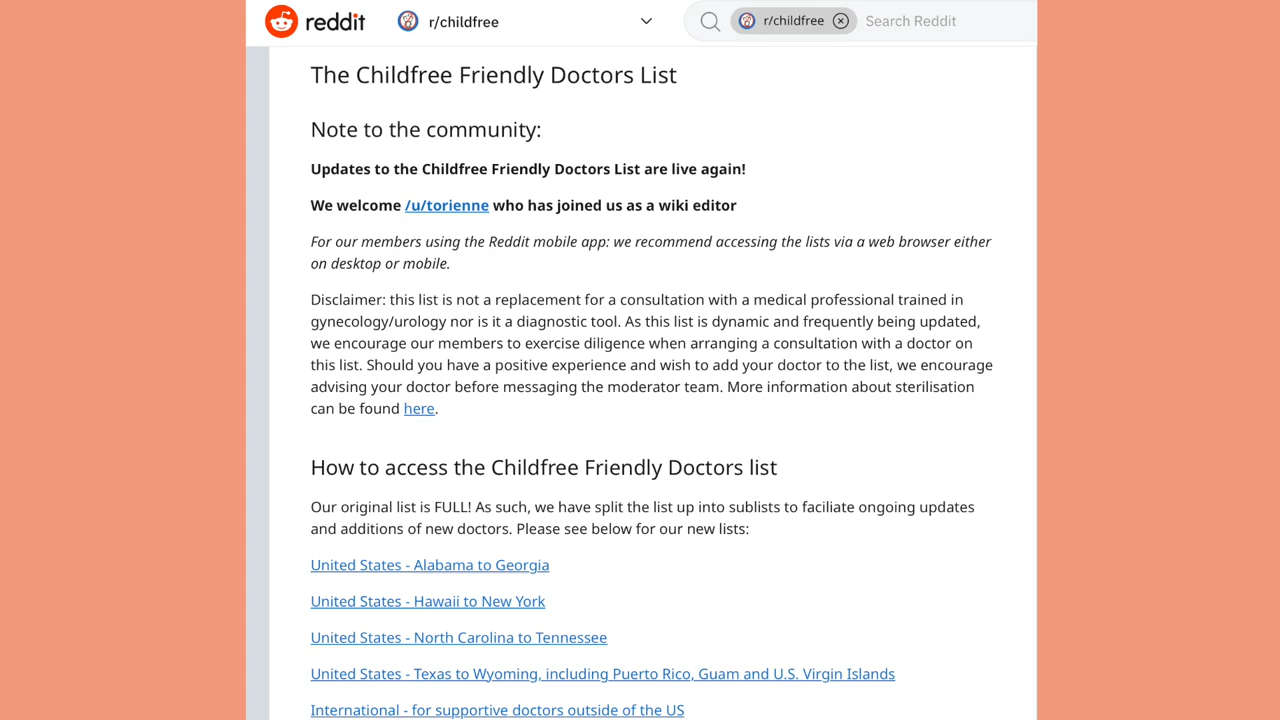 reddit r/childfree r/childfree Search Reddit
The Childfree Friendly Doctors List
Note to the community:
Updates to the Childfree Friendly Doctors List are live again!
We welcome /u/torienne who has joined us as a wiki editor
For our members using the Reddit mobile app: we recommend accessing the lists via a web browser either
on desktop or mobile.
Disclaimer: this list is not a replacement for a consultation with a medical professional trained in
gynecology/urology nor is it a diagnostic tool. As this list is dynamic and frequently being updated,
we encourage our members to exercise diligence when arranging a consultation with a doctor on
this list. Should you have a positive experience and wish to add your doctor to the list, we encourage
advising your doctor before messaging the moderator team. More information about sterilisation
can be found here.
How to access the Childfree Friendly Doctors list
Our original list is FULL! As such, we have split the list up into sublists to faciliate ongoing updates
and additions of new doctors. Please see below for our new lists:
United States - Alabama to Georgia
United States - Hawaii to New York
United States - North Carolina to Tennessee
United States - Texas to Wyoming, including Puerto Rico, Guam and U.S. Virgin Islands
International - for supportive doctors outside of the US